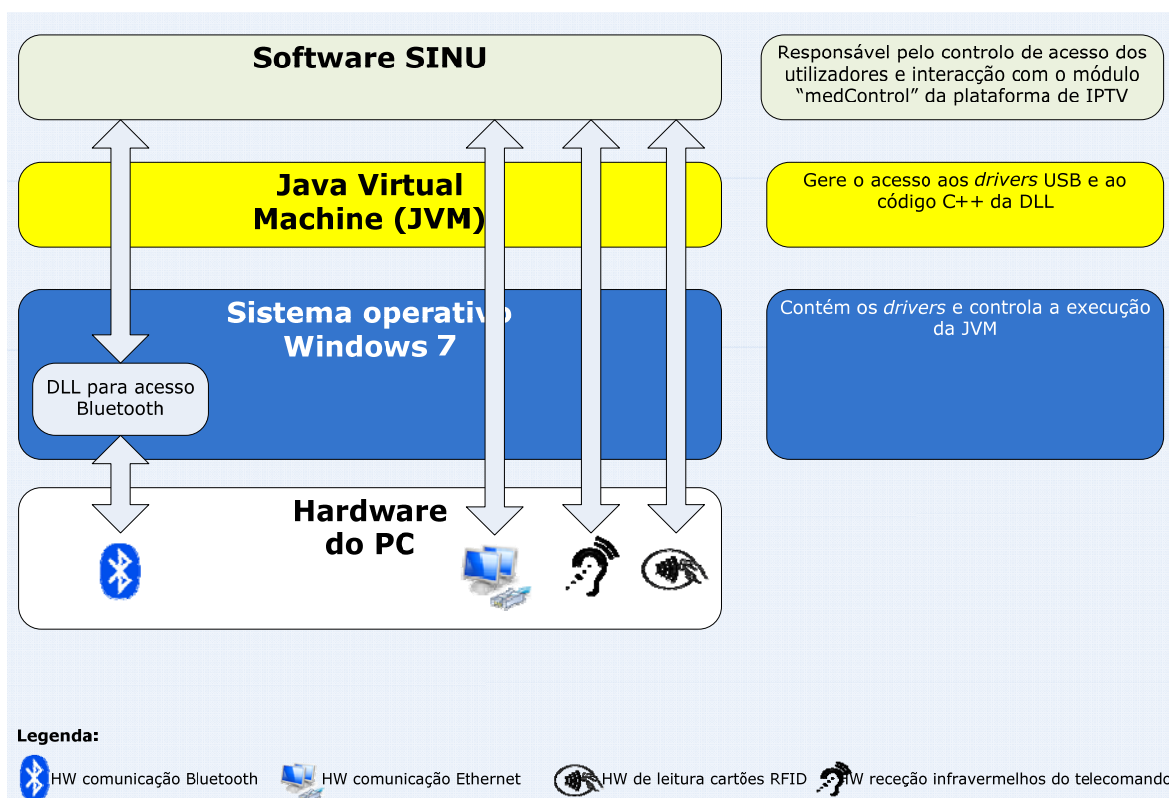 Software SINU
Responsável pelo controlo de acesso dos
utilizadores e interacção com o módulo
“medControl” da plataforma de IPTV
Java Virtual
Machine (JVM)
Gere o acesso aos drivers USB e ao
código C++ da DLL
Sistema operativo
Windows 7
Contém os drivers e controla a execução
da JVM
DLL para acesso
Bluetooth
Hardware
do PC
Legenda:
HW comunicação Bluetooth
HW comunicação Ethernet
HW de leitura cartões RFID
HW receção infravermelhos do telecomando